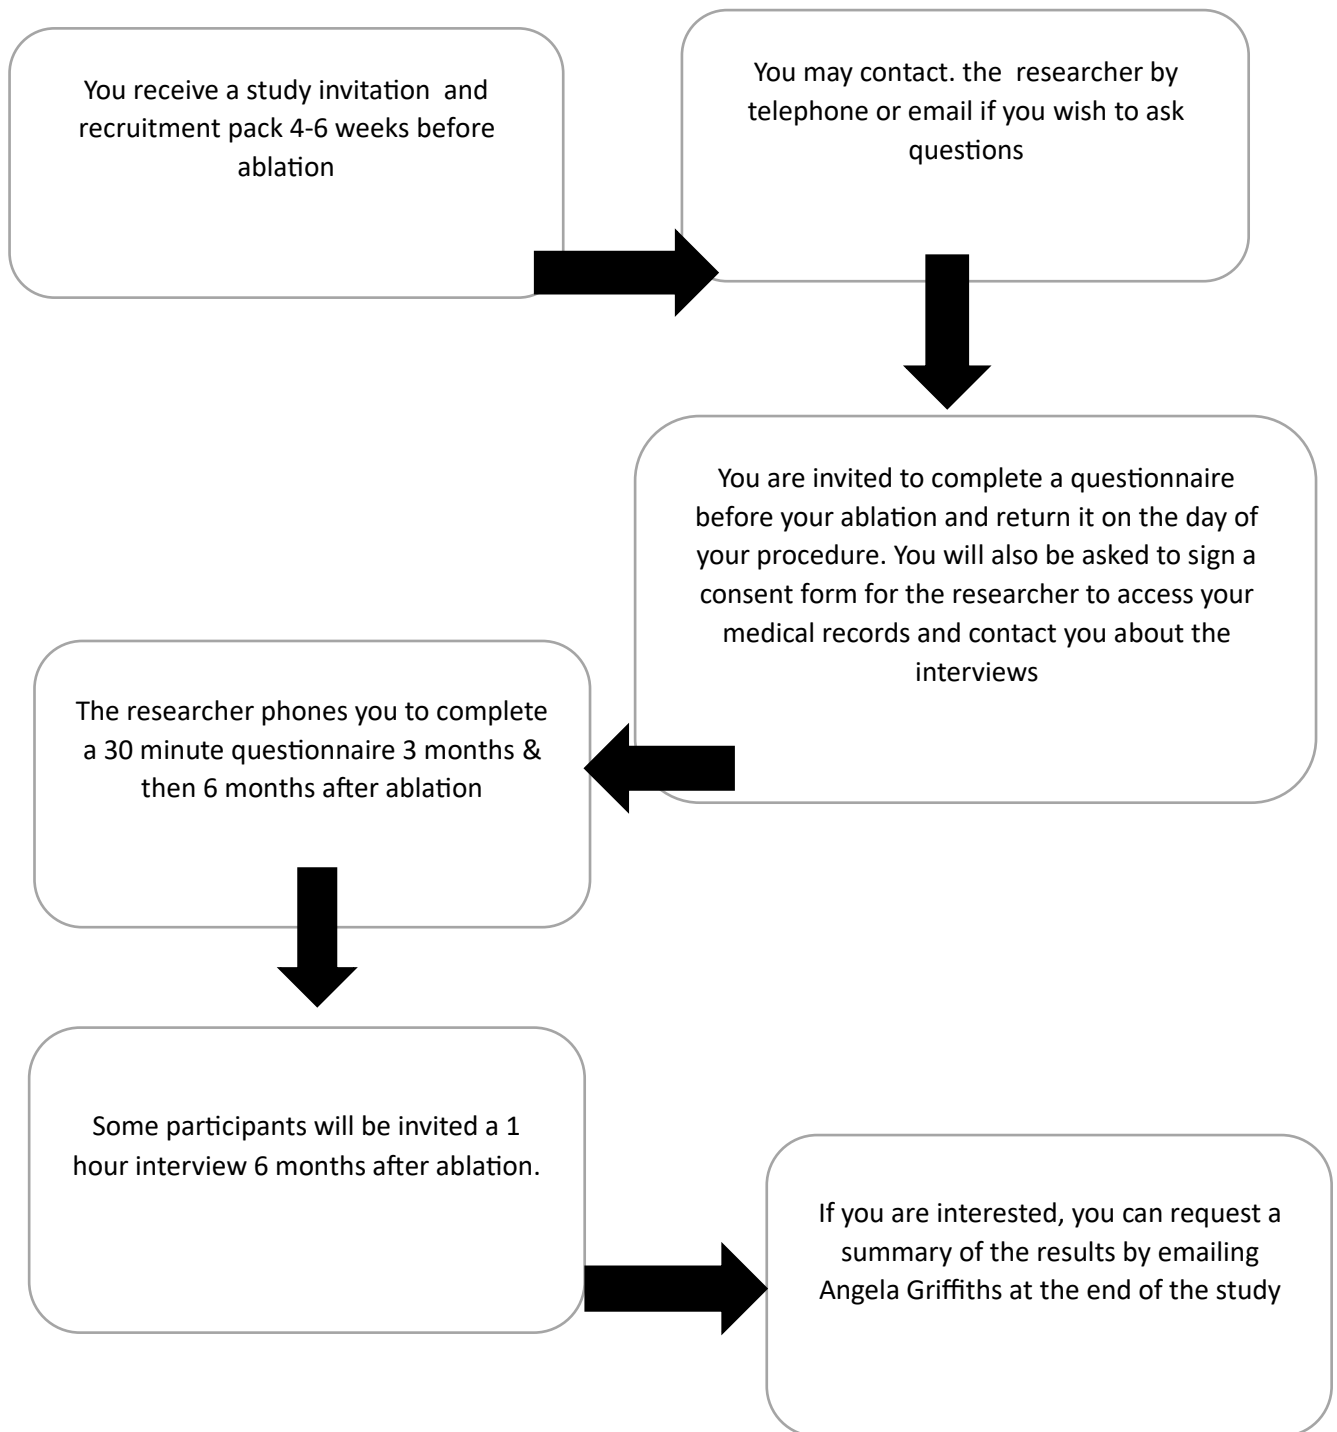 You receive a study invitation  and
recruitment pack 4-6 weeks before
ablation
You may contact. the  researcher by
telephone or email if you wish to ask
questions
You are invited to complete a questionnaire
before your ablation and return it on the day of
your procedure. You will also be asked to sign a
consent form for the researcher to access your
medical records and contact you about the
interviews
The researcher phones you to complete
a 30 minute questionnaire 3 months &
then 6 months after ablation
Some participants will be invited a 1
hour interview 6 months after ablation.
If you are interested, you can request a
summary of the results by emailing
Angela Griffiths at the end of the study